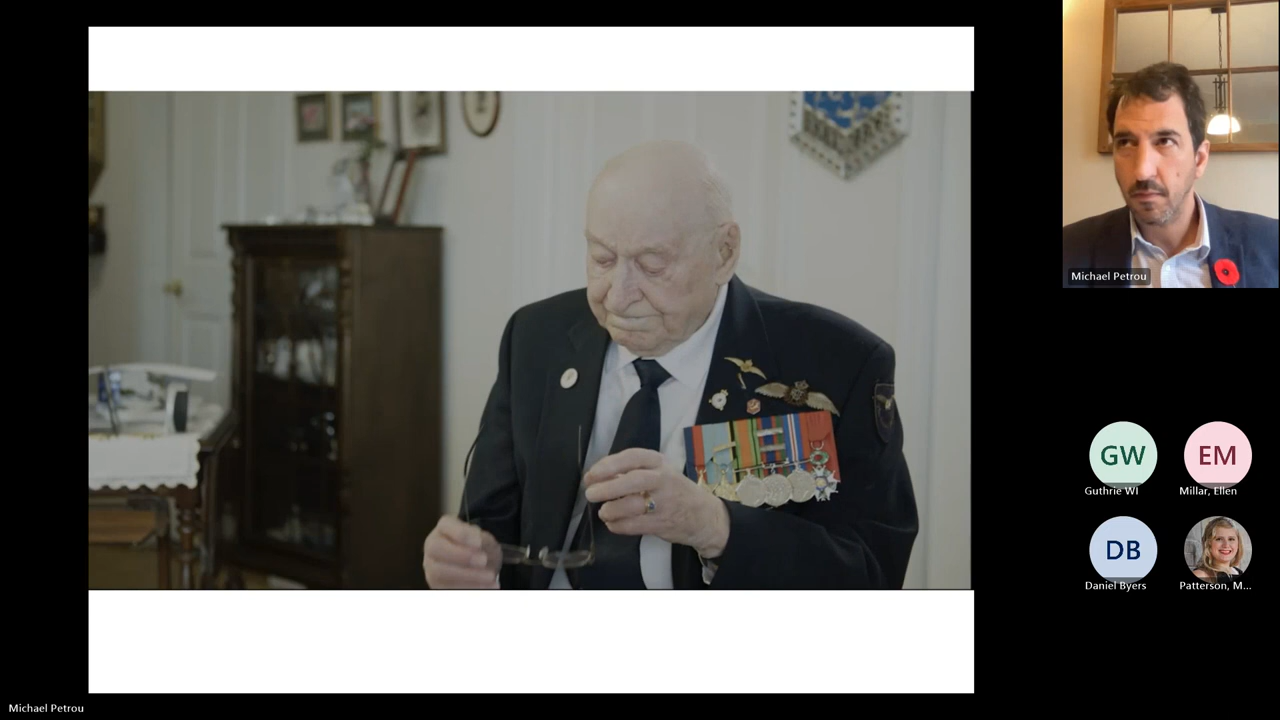 Michael Petrou
GW
EM
Guthrie WI
Millar, Ellen
DB
Daniel Byers
Patterson, M...
Michael Petrou